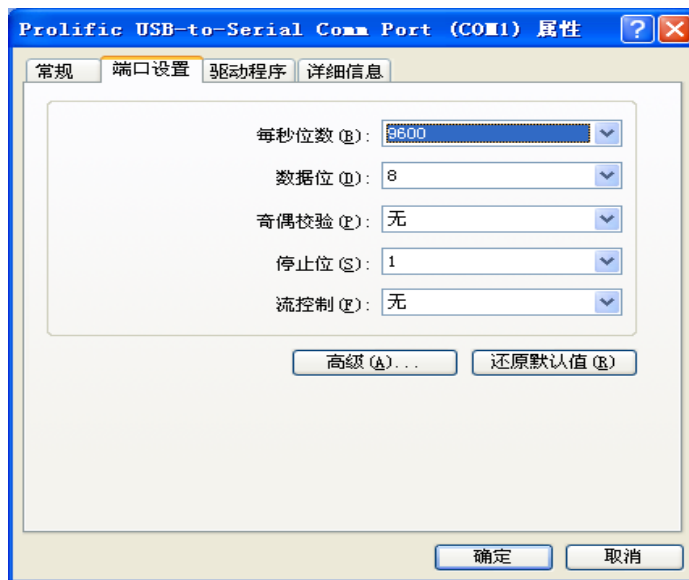 Prolific USB-to-Serial Comm Port (COM1) 属性
常规 端口设置 驱动程序 详细信息
每秒位数(B): 9600
数据位(D): 8
奇偶校验(P): 无
停止位(S): 1
流控制(F): 无
高级(A)... 还原默认值(R)
确定 取消